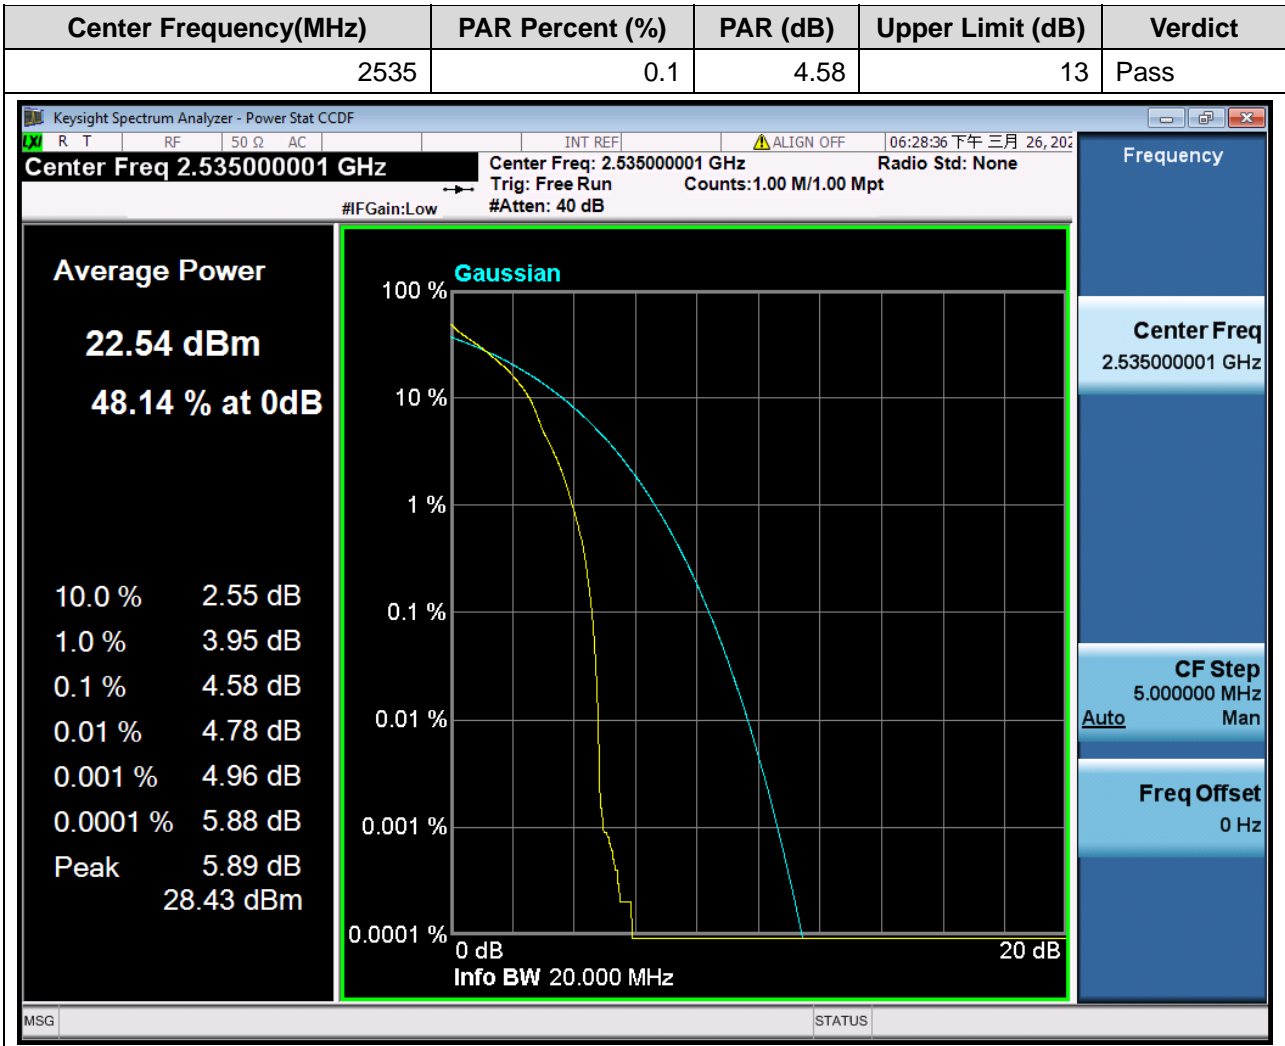 Center Frequency(MHz) PAR Percent (%) PAR (dB) Upper Limit (dB) Verdict
2535 0.1 4.58 13 Pass
Keysight Spectrum Analyzer - Power Stat CCDF
LXI R T RF 50 Ω AC INT REF ALIGN OFF 06:28:36 下午 三月 26, 202
Center Freq 2.535000001 GHz
Center Freq: 2.535000001 GHz Radio Std: None
Trig: Free Run Counts:1.00 M/1.00 Mpt
#IFGain:Low #Atten: 40 dB
Average Power
22.54 dBm
48.14 % at 0dB
10.0 % 2.55 dB
1.0 % 3.95 dB
0.1 % 4.58 dB
0.01 % 4.78 dB
0.001 % 4.96 dB
0.0001 % 5.88 dB
Peak 5.89 dB
28.43 dBm
Gaussian
100 %
10 %
1 %
0.1 %
0.01 %
0.001 %
0.0001 %
0 dB 20 dB
Info BW 20.000 MHz
Frequency
Center Freq
2.535000001 GHz
CF Step
5.000000 MHz
Auto Man
Freq Offset
0 Hz
MSG STATUS